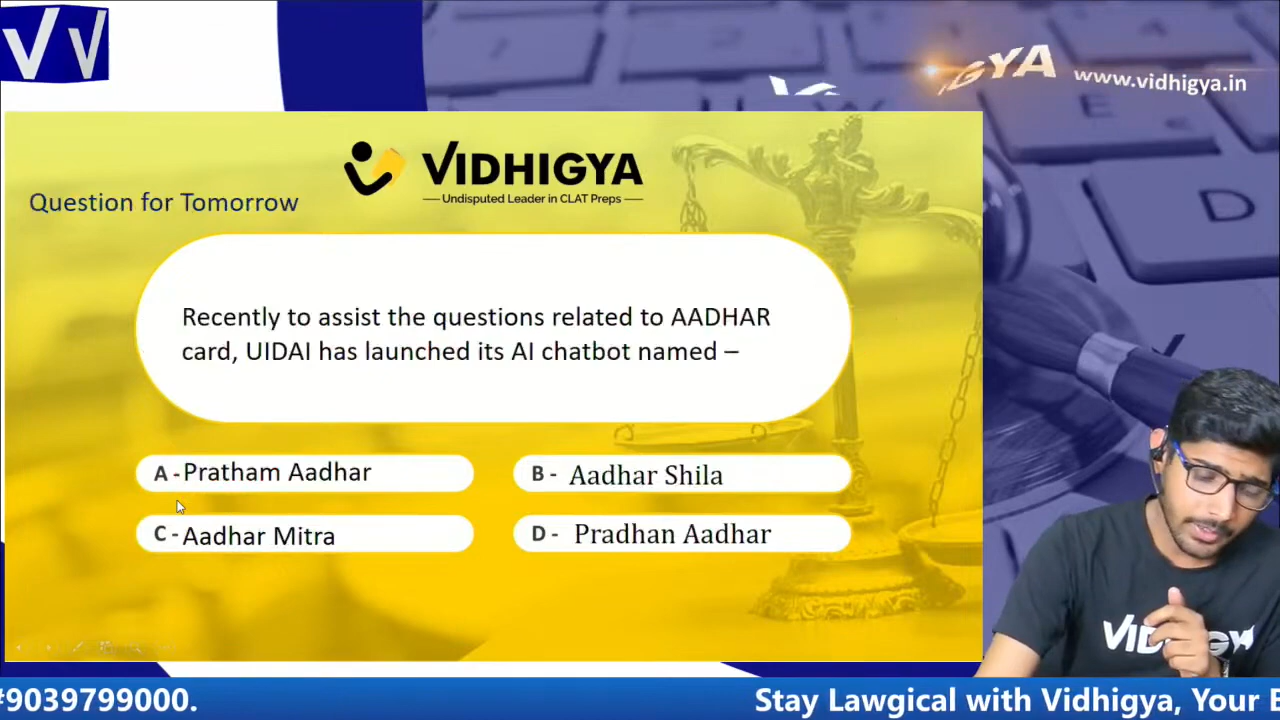 VV
GYA
www.vidhigya.in
VIDHIGYA
Undisputed Leader in CLAT Preps
Question for Tomorrow
Recently to assist the questions related to AADHAR
card, UIDAI has launched its AI chatbot named –
A - Pratham Aadhar
B - Aadhar Shila
C - Aadhar Mitra
D - Pradhan Aadhar
E
D
VIDHIGYA
#9039799000.
Stay Lawgical with Vidhigya, Your E